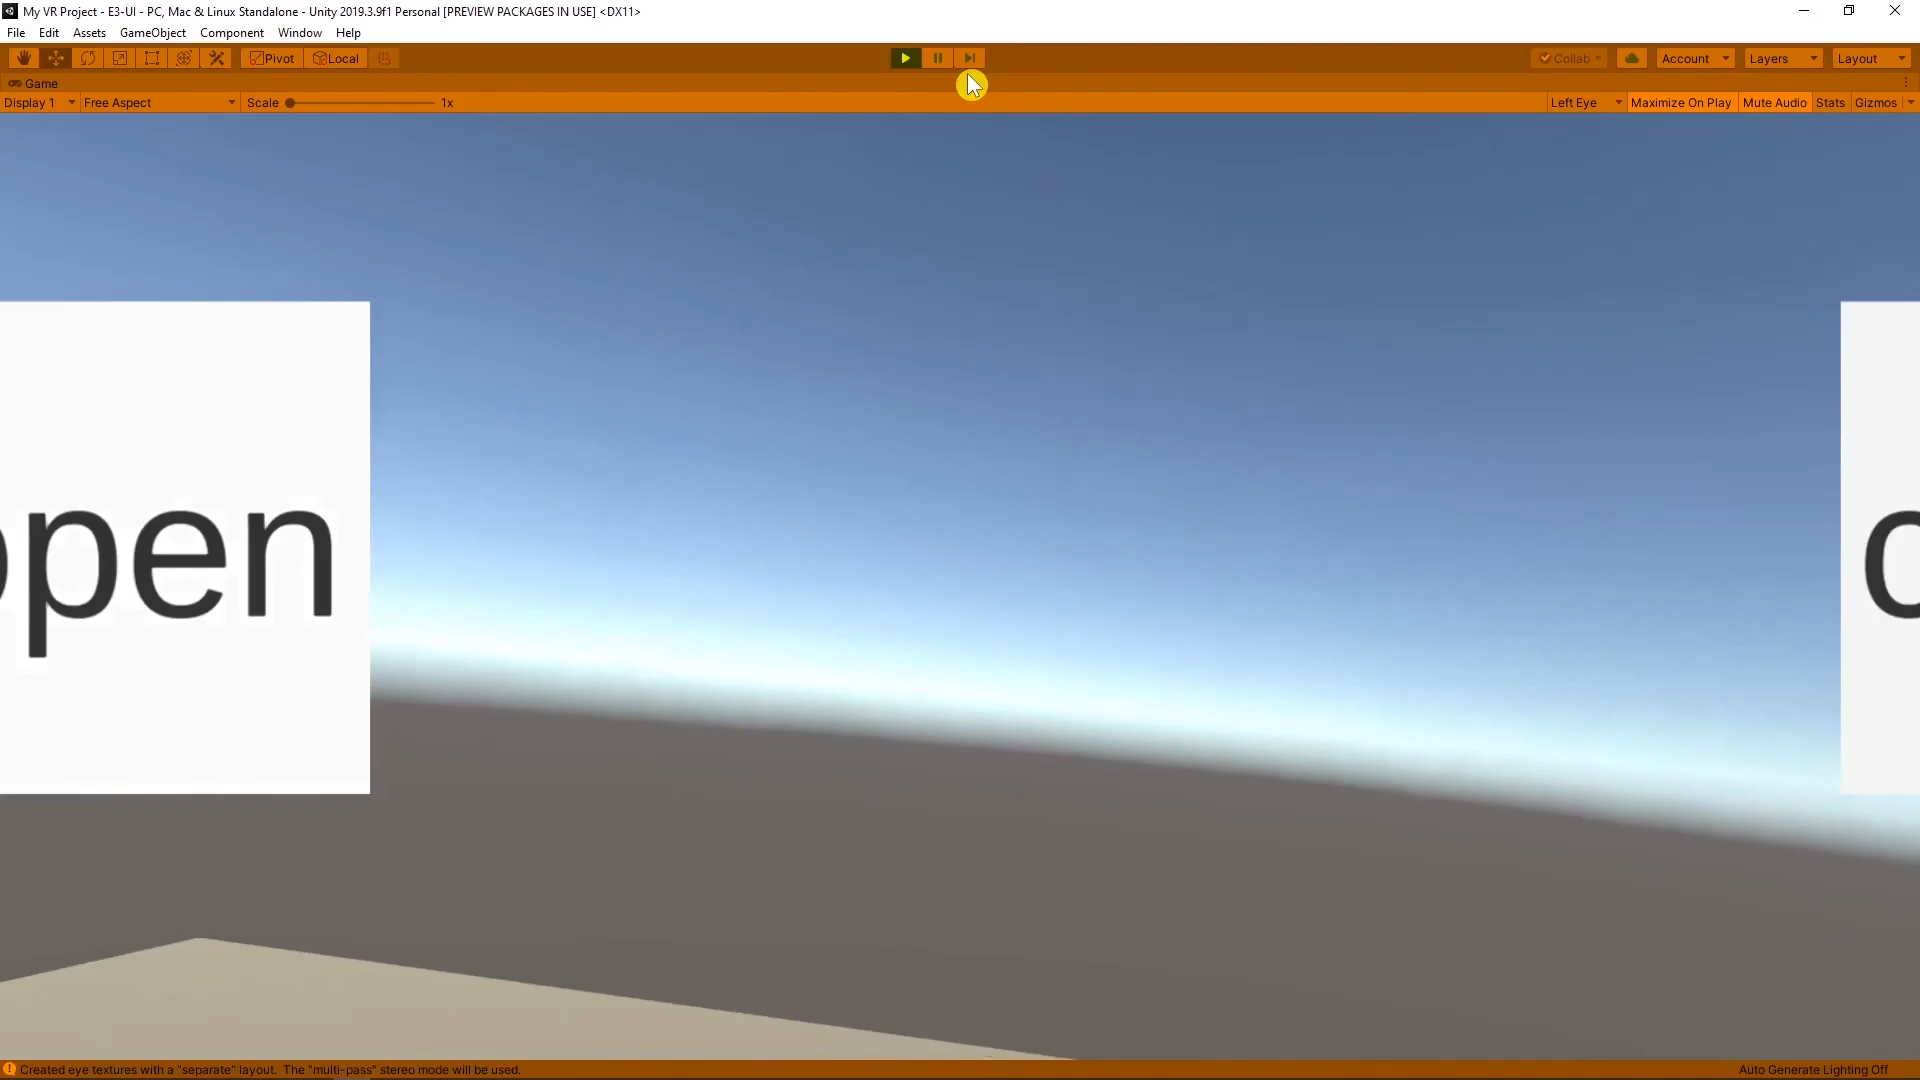 My VR Project - E3-UI - PC, Mac & Linux Standalone - Unity 2019.3.9f1 Personal [PREVIEW PACKAGES IN USE] <DX11>
File Edit Assets GameObject Component Window Help
Pivot Local Collab Account Layers Layout
Game
Display 1 Free Aspect Scale 1x Left Eye Maximize On Play Mute Audio Stats Gizmos
open
Created eye textures with a "separate" layout. The "multi-pass" stereo mode will be used. Auto Generate Lighting Off